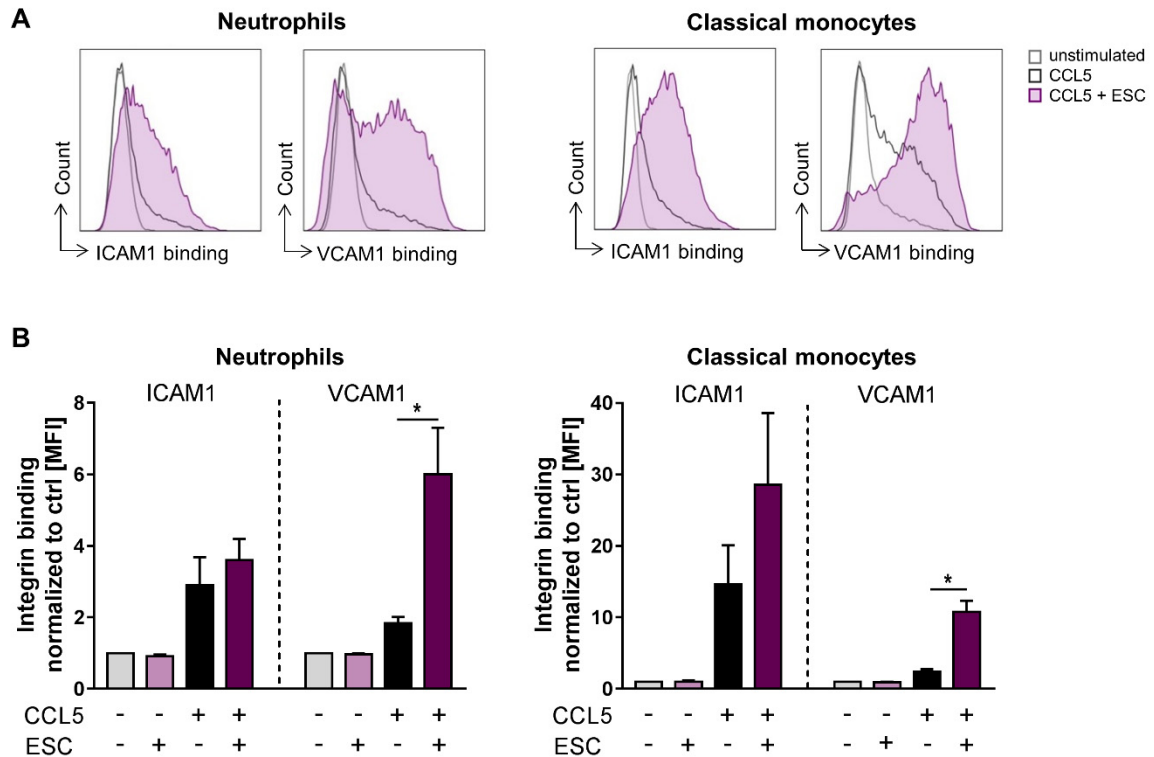 A
Neutrophils
Classical monocytes
unstimulated
CCL5
CCL5 + ESC
Count
ICAM1 binding
Count
VCAM1 binding
Count
ICAM1 binding
Count
VCAM1 binding
B
Neutrophils
Classical monocytes
ICAM1
VCAM1
ICAM1
VCAM1
Integrin binding
normalized to ctrl [MFI]
8
6
4
2
0
*
Integrin binding
normalized to ctrl [MFI]
40
30
20
10
0
*
CCL5 - - + + - - + +
ESC - + - + - + - +
CCL5 - - + + - - + +
ESC - + - + - + - +